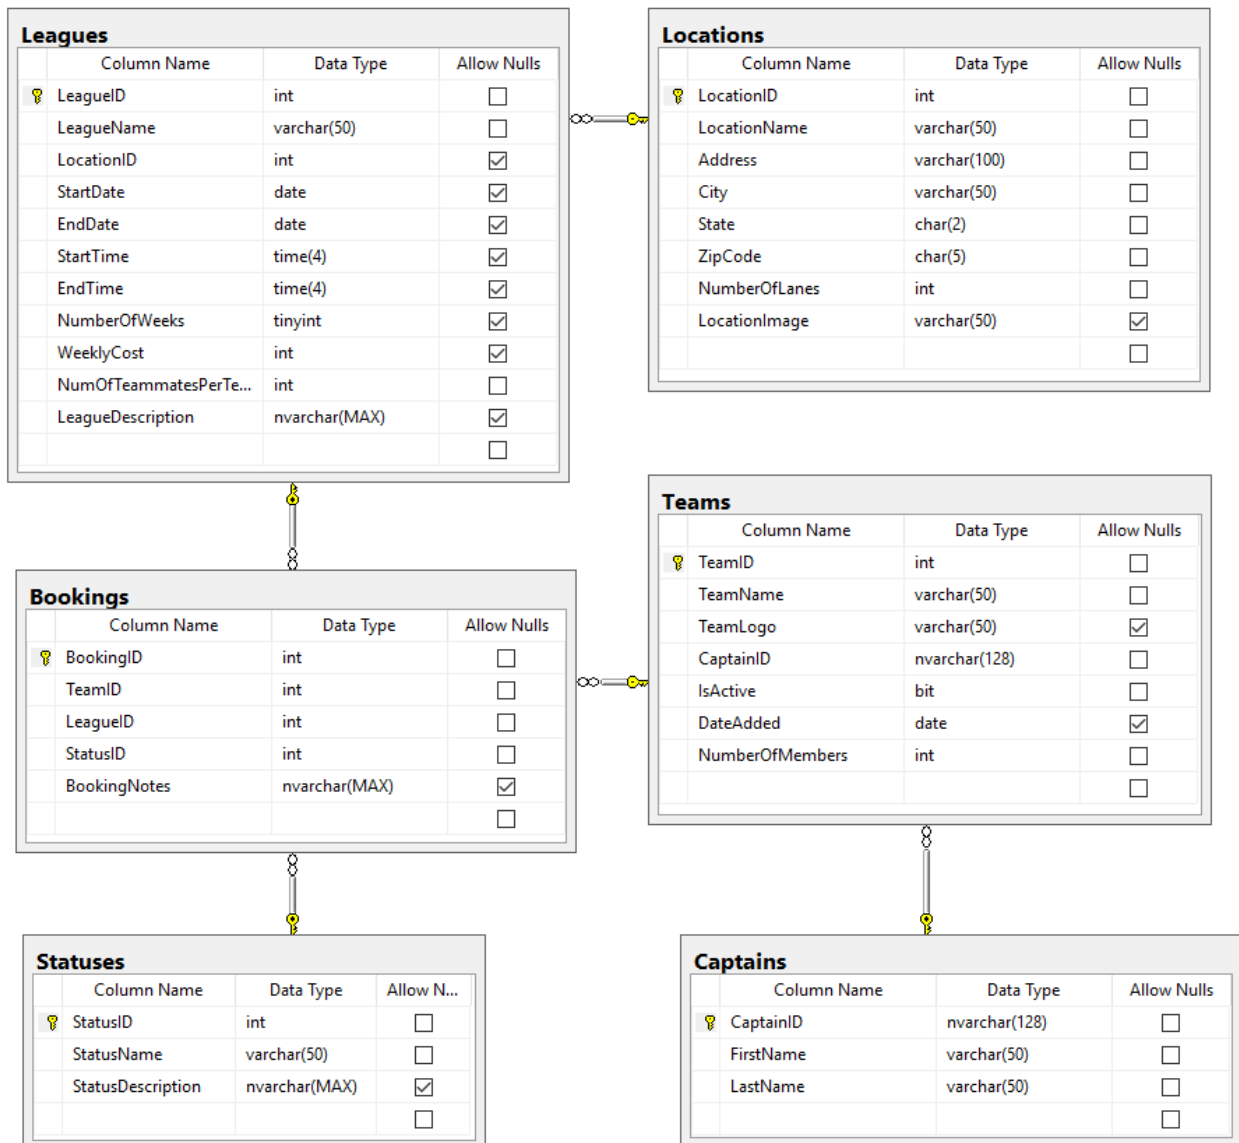 Leagues
Column Name Data Type Allow Nulls
LeagueID int
LeagueName varchar(50)
LocationID int
StartDate date
EndDate date
StartTime time(4)
EndTime time(4)
NumberOfWeeks tinyint
WeeklyCost int
NumOfTeammatesPerTe... int
LeagueDescription nvarchar(MAX)
Locations
Column Name Data Type Allow Nulls
LocationID int
LocationName varchar(50)
Address varchar(100)
City varchar(50)
State char(2)
ZipCode char(5)
NumberOfLanes int
LocationImage varchar(50)
Bookings
Column Name Data Type Allow Nulls
BookingID int
TeamID int
LeagueID int
StatusID int
BookingNotes nvarchar(MAX)
Teams
Column Name Data Type Allow Nulls
TeamID int
TeamName varchar(50)
TeamLogo varchar(50)
CaptainID nvarchar(128)
IsActive bit
DateAdded date
NumberOfMembers int
Statuses
Column Name Data Type Allow N...
StatusID int
StatusName varchar(50)
StatusDescription nvarchar(MAX)
Captains
Column Name Data Type Allow Nulls
CaptainID nvarchar(128)
FirstName varchar(50)
LastName varchar(50)